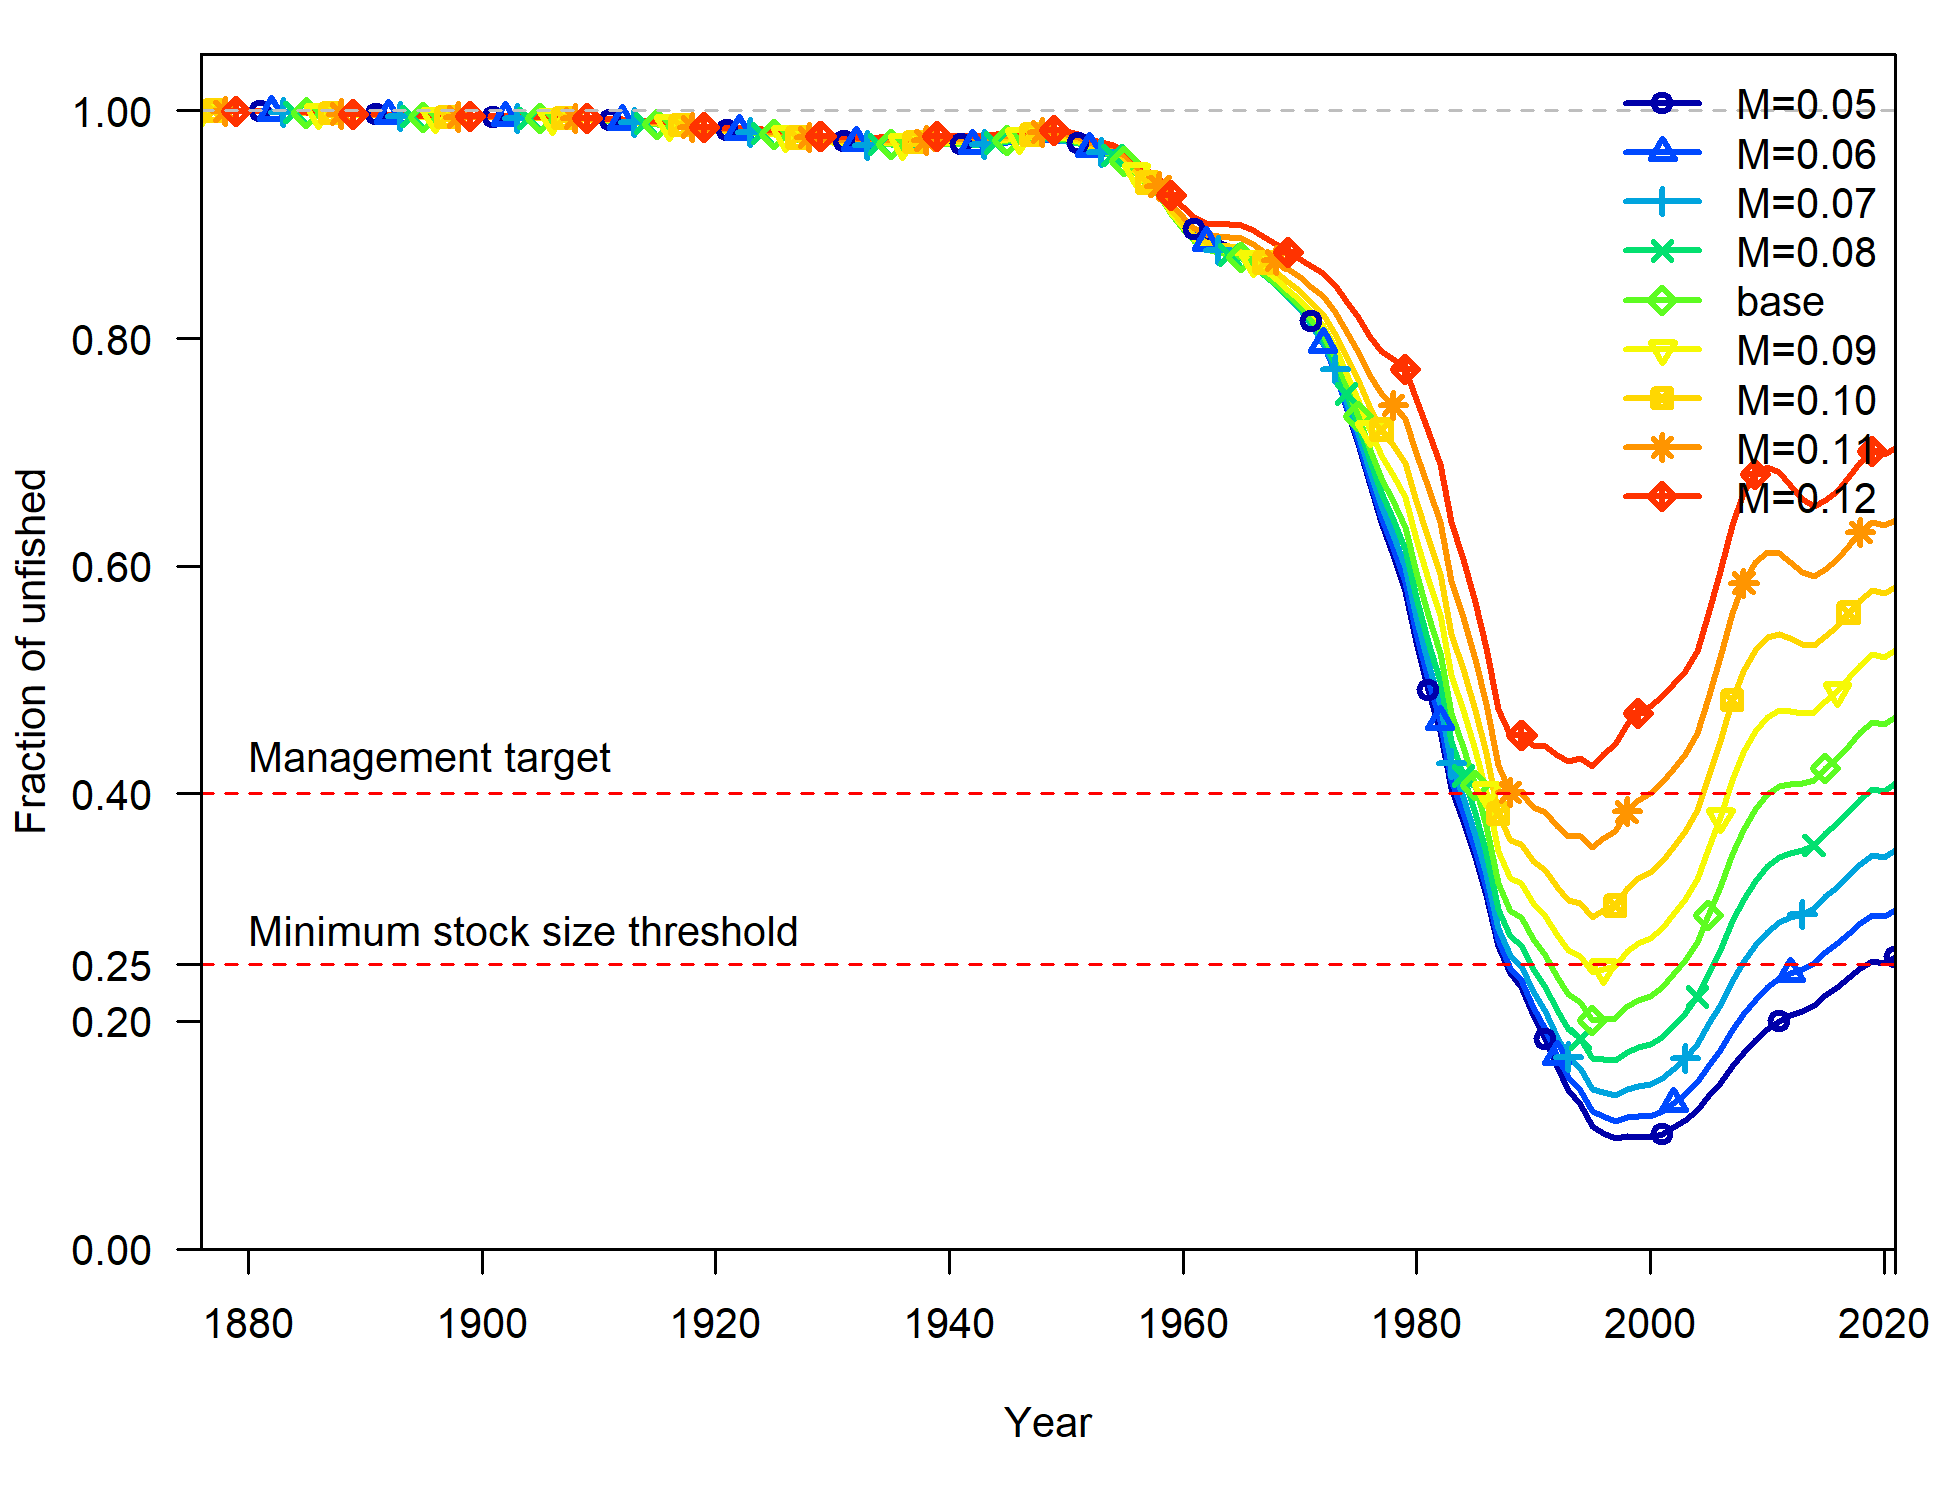 1.00
0.80
0.60
0.40
0.25
0.20
0.00
Fraction of unfished
M=0.05
M=0.06
M=0.07
M=0.08
base
M=0.09
M=0.10
M=0.11
M=0.12
Management target
Minimum stock size threshold
1880 1900 1920 1940 1960 1980 2000 2020
Year